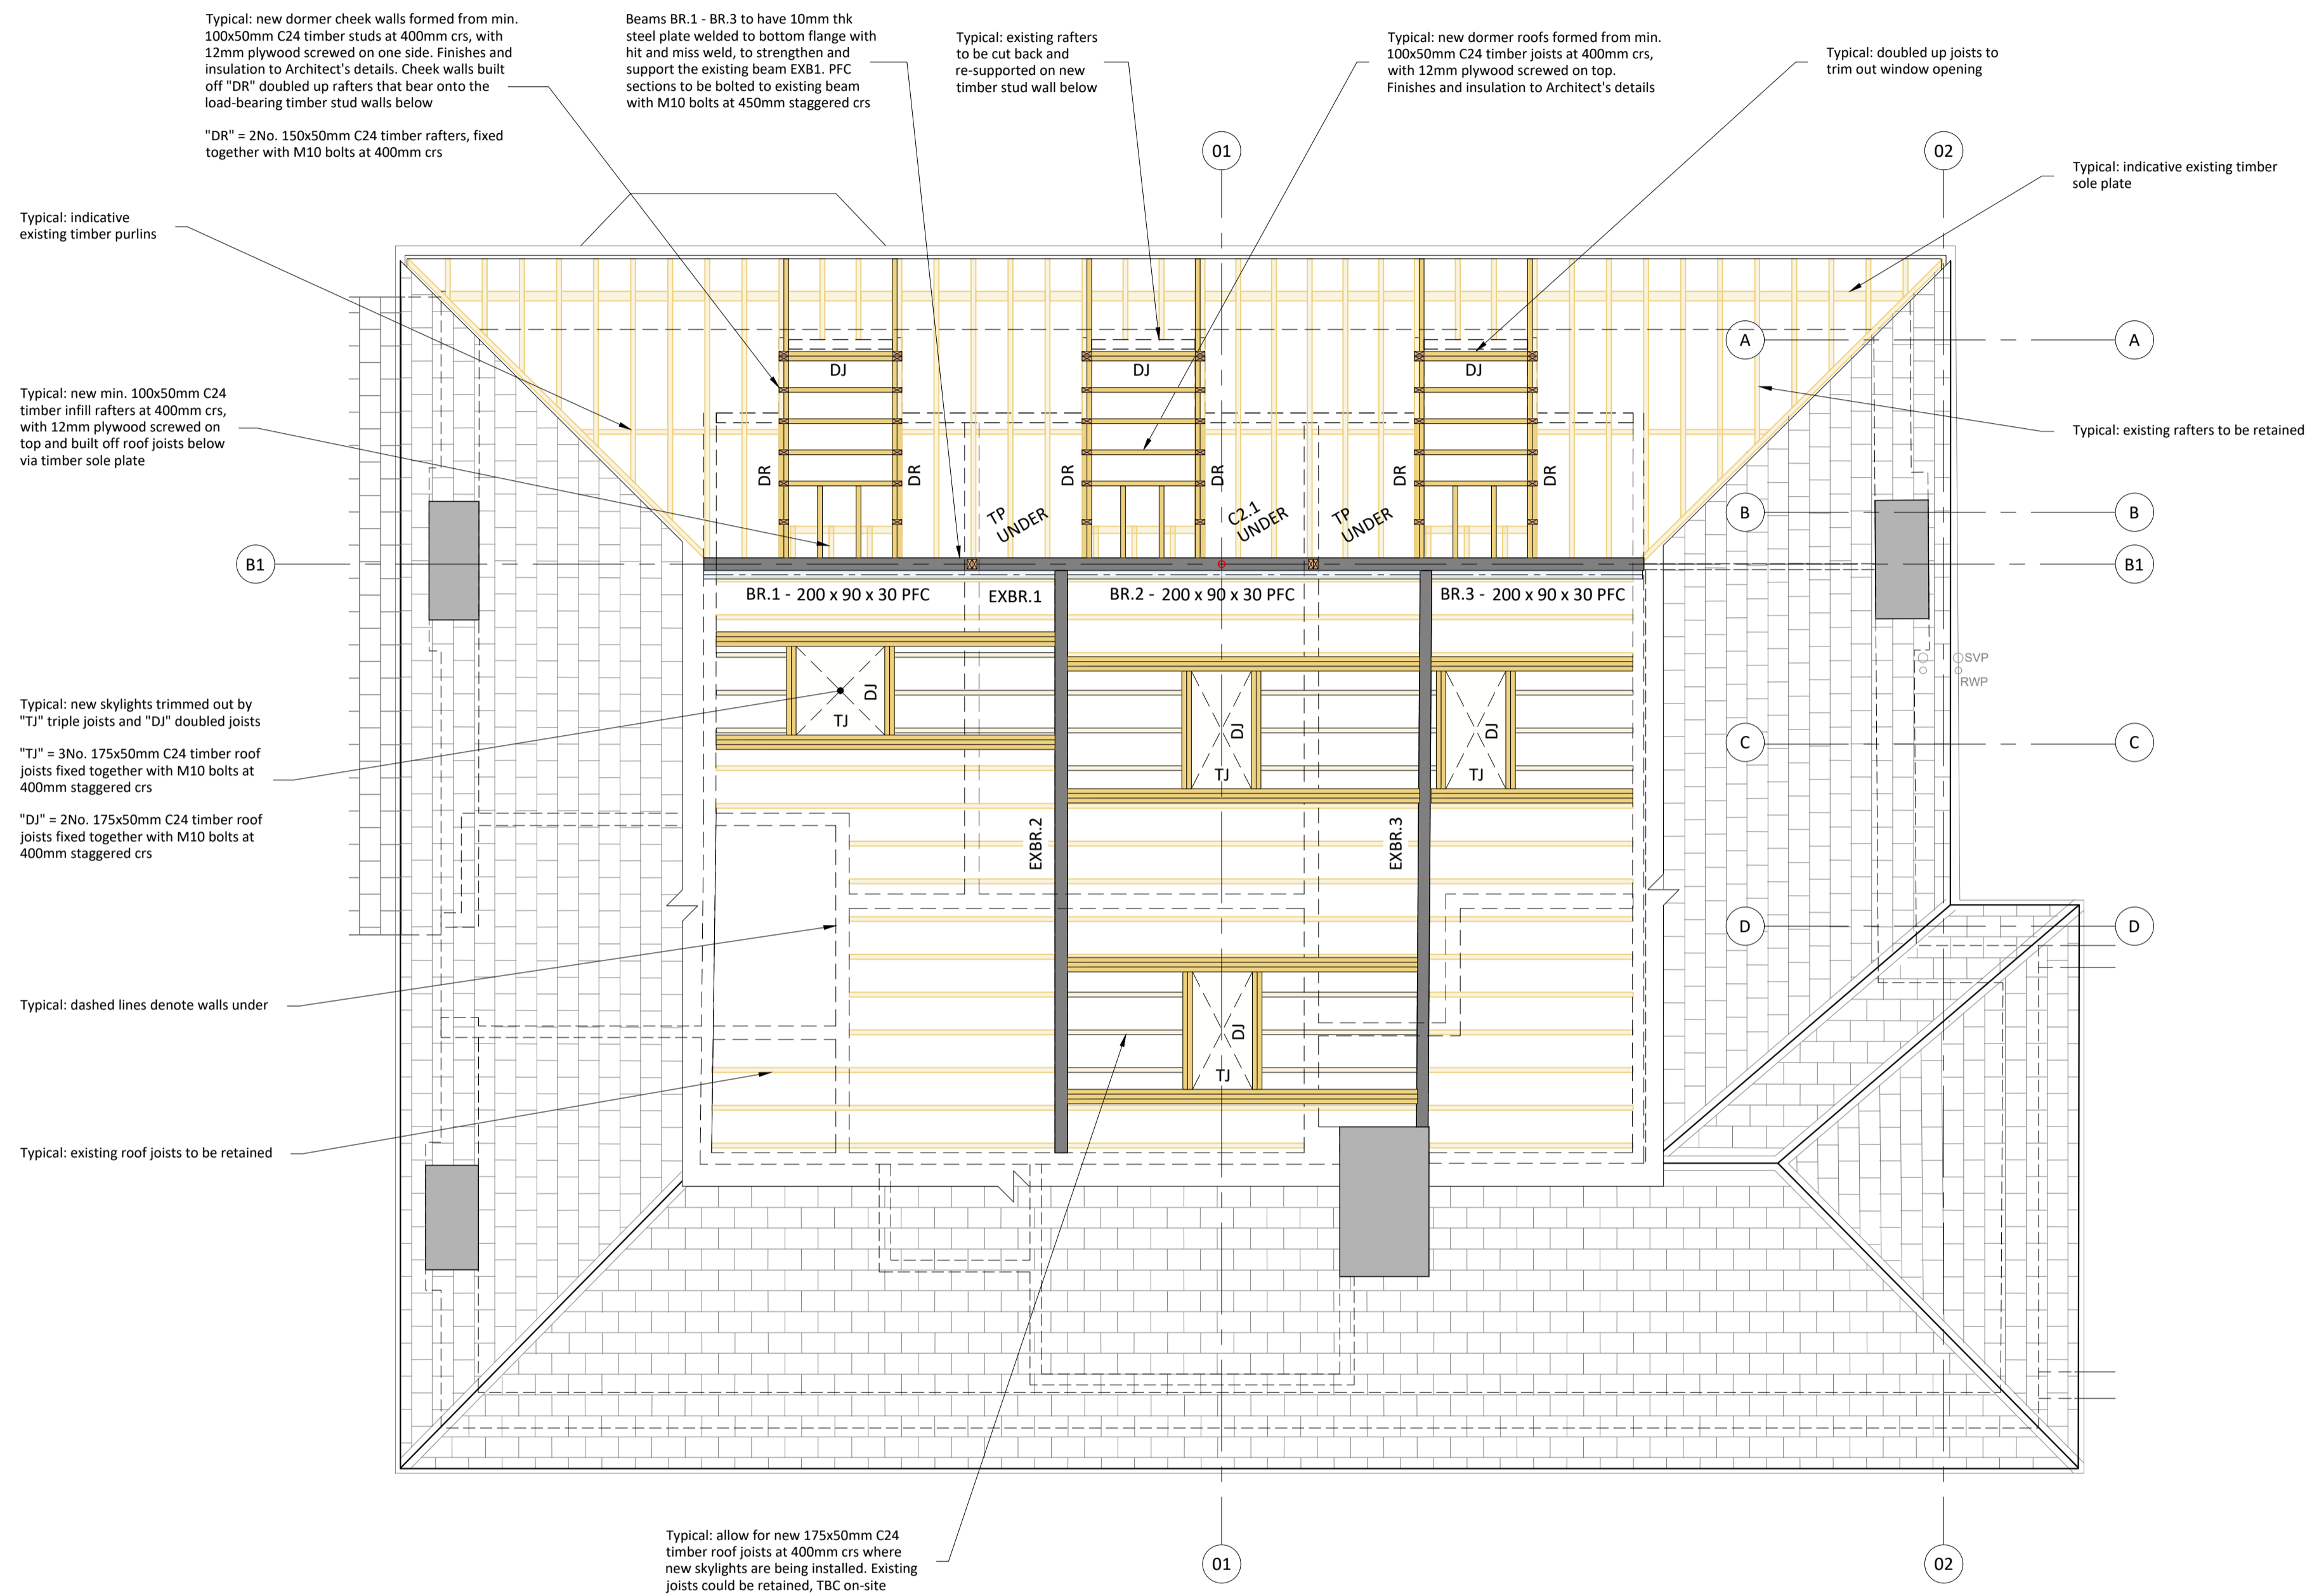 Typical: new dormer cheek walls formed from min.
100x50mm C24 timber studs at 400mm crs, with
12mm plywood screwed on one side. Finishes and
insulation to Architect's details. Cheek walls built
off "DR" doubled up rafters that bear onto the
load-bearing timber stud walls below
"DR" = 2No. 150x50mm C24 timber rafters, fixed
together with M10 bolts at 400mm crs
Beams BR.1 - BR.3 to have 10mm thk
steel plate welded to bottom flange with
hit and miss weld, to strengthen and
support the existing beam EXB1. PFC
sections to be bolted to existing beam
with M10 bolts at 450mm staggered crs
Typical: existing rafters
to be cut back and
re-supported on new
timber stud wall below
Typical: new dormer roofs formed from min.
100x50mm C24 timber joists at 400mm crs,
with 12mm plywood screwed on top.
Finishes and insulation to Architect's details
Typical: doubled up joists to
trim out window opening
01
02
Typical: indicative existing timber
sole plate
Typical: indicative
existing timber purlins
A
A
DJ
DJ
DJ
Typical: new min. 100x50mm C24
timber infill rafters at 400mm crs,
with 12mm plywood screwed on
top and built off roof joists below
via timber sole plate
Typical: existing rafters to be retained
DR
DR
DR
DR
DR
DR
TP
UNDER
C2.1
UNDER
TP
UNDER
B
B
B1
B1
BR.1 - 200 x 90 x 30 PFC
EXBR.1
BR.2 - 200 x 90 x 30 PFC
BR.3 - 200 x 90 x 30 PFC
SVP
RWP
DJ
TJ
DJ
TJ
DJ
TJ
Typical: new skylights trimmed out by
"TJ" triple joists and "DJ" doubled joists
"TJ" = 3No. 175x50mm C24 timber roof
joists fixed together with M10 bolts at
400mm staggered crs
"DJ" = 2No. 175x50mm C24 timber roof
joists fixed together with M10 bolts at
400mm staggered crs
C
C
EXBR.2
EXBR.3
D
D
Typical: dashed lines denote walls under
DJ
TJ
Typical: existing roof joists to be retained
Typical: allow for new 175x50mm C24
timber roof joists at 400mm crs where
new skylights are being installed. Existing
joists could be retained, TBC on-site
01
02